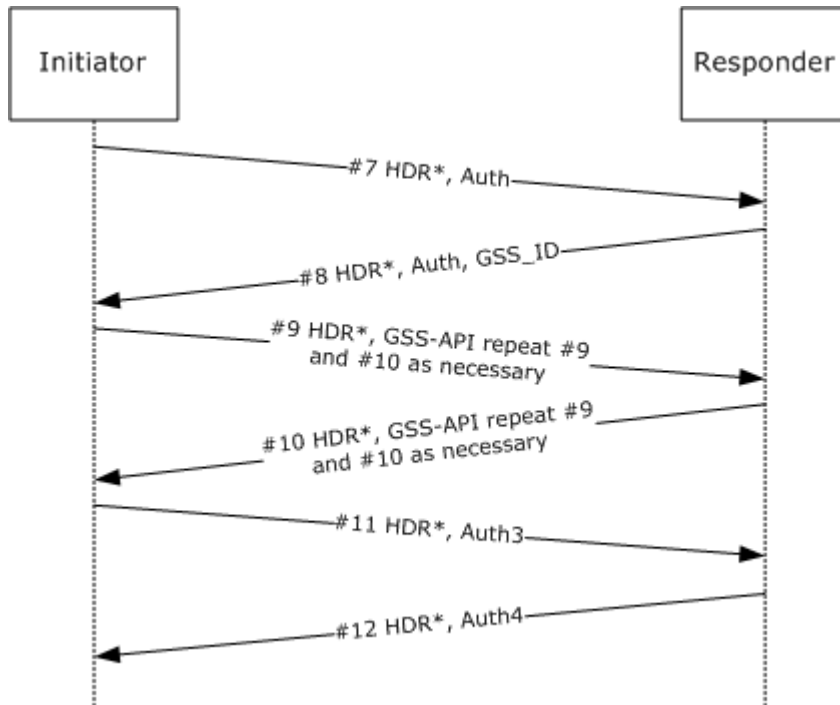 Initiator
Responder
#7 HDR*, Auth
#8 HDR*, Auth, GSS_ID
#9 HDR*, GSS-API repeat #9
and #10 as necessary
#10 HDR*, GSS-API repeat #9
and #10 as necessary
#11 HDR*, Auth3
#12 HDR*, Auth4